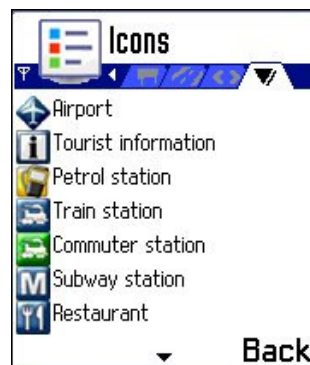 Icons
Airport
Tourist information
Petrol station
Train station
Commuter station
M Subway station
Restaurant
Back